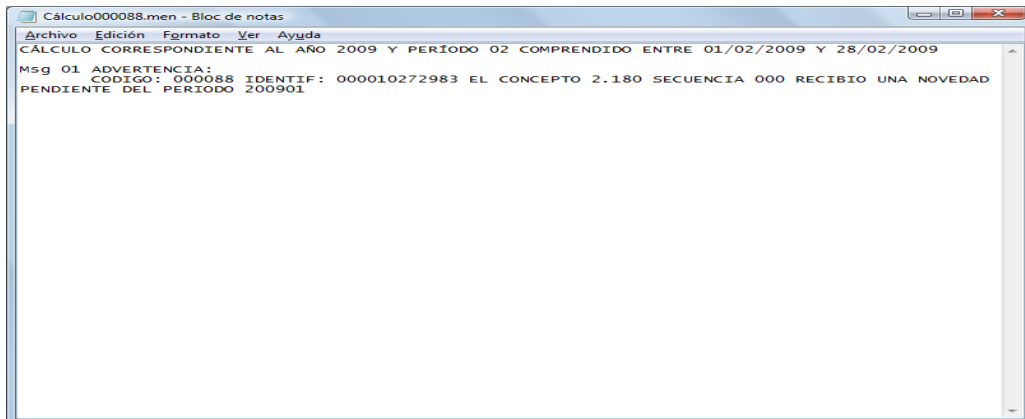 Cálculo000088.men - Bloc de notas
Archivo Edición Formato Ver Ayuda
CÁLCULO CORRESPONDIENTE AL AÑO 2009 Y PERÍODO 02 COMPRENDIDO ENTRE 01/02/2009 Y 28/02/2009
Msg 01 ADVERTENCIA:
CODIGO: 000088 IDENTIF: 000010272983 EL CONCEPTO 2.180 SECUENCIA 000 RECIBIO UNA NOVEDAD
PENDIENTE DEL PERIODO 200901